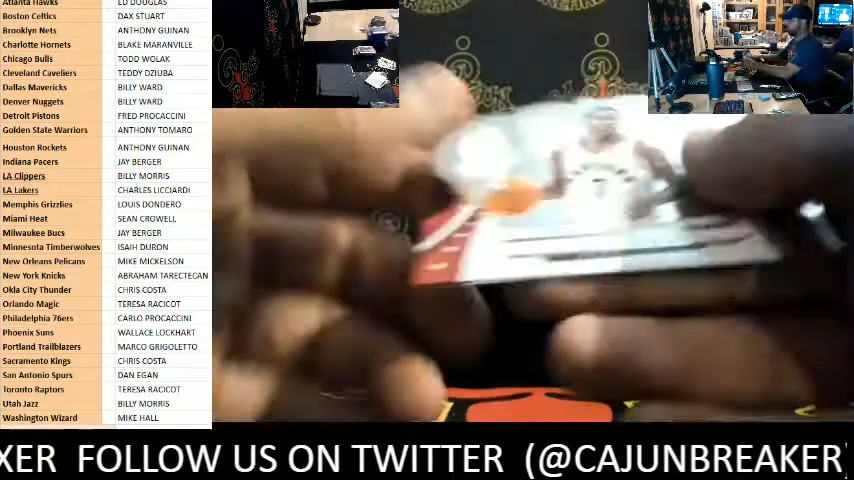 Atlanta Hawks ED DOUGLAS
Boston Celtics DAX STUART
Brooklyn Nets ANTHONY GUINAN
Charlotte Hornets BLAKE MARANVILLE
Chicago Bulls TODD WOLAK
Cleveland Cavaliers TEDDY DZIUBA
Dallas Mavericks BILLY WARD
Denver Nuggets BILLY WARD
Detroit Pistons FRED PROCACCINI
Golden State Warriors ANTHONY TOMARO
Houston Rockets ANTHONY GUINAN
Indiana Pacers JAY BERGER
LA Clippers BILLY MORRIS
LA Lakers CHARLES LICCIARDI
Memphis Grizzlies LOUIS DONDERO
Miami Heat SEAN CROWELL
Milwaukee Bucs JAY BERGER
Minnesota Timberwolves ISAIH DURON
New Orleans Pelicans MIKE MICKELSON
New York Knicks ABRAHAM TARECTECAN
Okla City Thunder CHRIS COSTA
Orlando Magic TERESA RACICOT
Philadelphia 76ers CARLO PROCACCINI
Phoenix Suns WALLACE LOCKHART
Portland Trailblazers MARCO GRIGOLETTO
Sacramento Kings CHRIS COSTA
San Antonio Spurs DAN EGAN
Toronto Raptors TERESA RACICOT
Utah Jazz BILLY MORRIS
Washington Wizard MIKE HALL
XER FOLLOW US ON TWITTER (@CAJUNBREAKER)